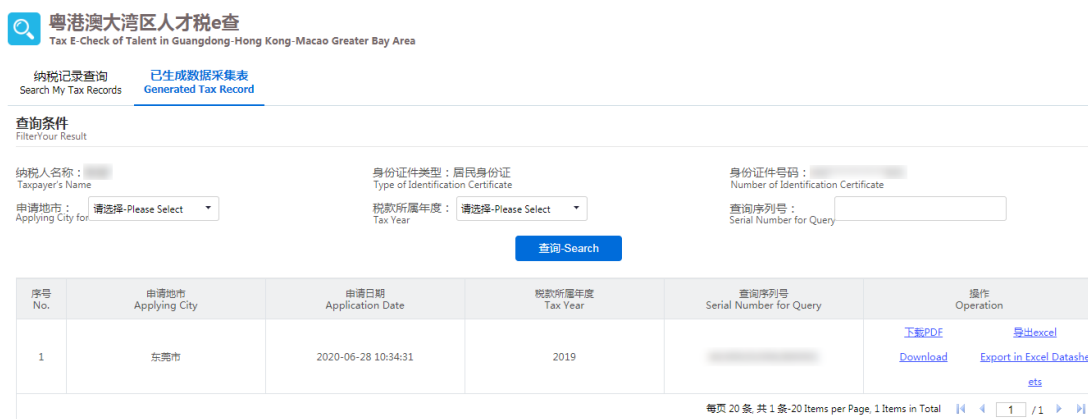 粤港澳大湾区人才税e查
Tax E-Check of Talent in Guangdong-Hong Kong-Macao Greater Bay Area
纳税记录查询 已生成数据采集表
Search My Tax Records Generated Tax Record
查询条件
FilterYour Result
纳税人名称： 身份证件类型：居民身份证 身份证件号码：
Taxpayer's Name Type of Identification Certificate Number of Identification Certificate
申请地市： 请选择-Please Select 税款所属年度： 请选择-Please Select 查询序列号：
Applying City for Tax Year Serial Number for Query
查询-Search
序号 申请地市 申请日期 税款所属年度 查询序列号 操作
No. Applying City Application Date Tax Year Serial Number for Query Operation
下载PDF 导出excel
1 东莞市 2020-06-28 10:34:31 2019 Download Export in Excel Datashe
ets
每页 20 条, 共 1 条-20 Items per Page, 1 Items in Total 1 / 1